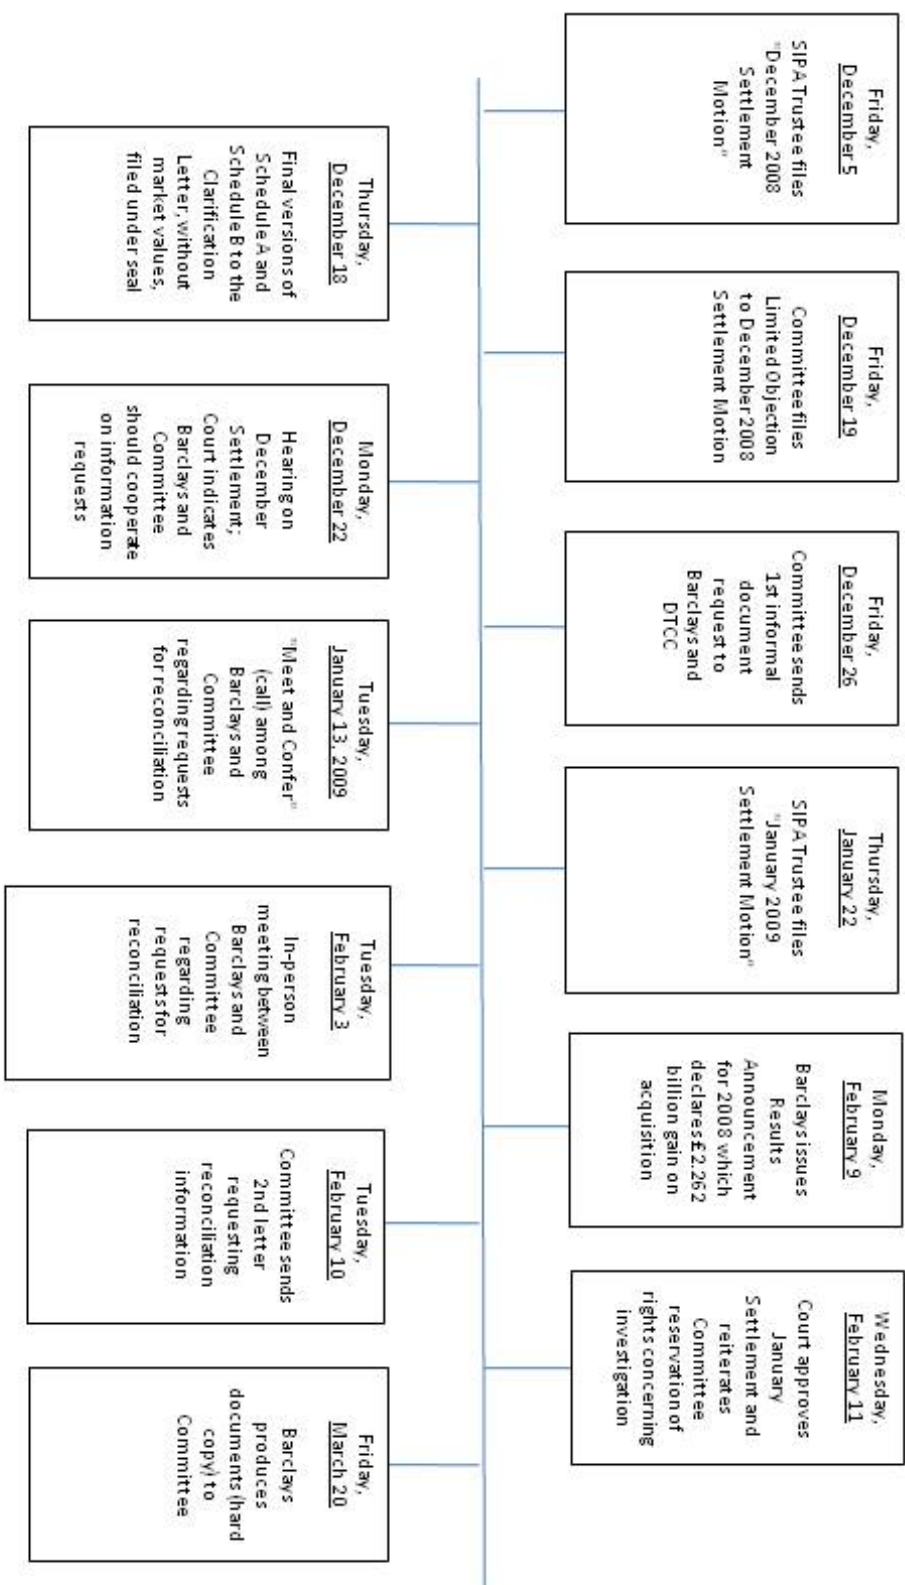 Friday,
December 5
SIPA Trustee files
"December 2008
Settlement
Motion"
Thursday,
December 18
Final versions of
Schedule A and
Schedule B to the
Clarification
Letter, without
market values,
filed under seal
Friday,
December 19
Committee files
Limited Objection
to December 2008
Settlement Motion
Monday,
December 22
Hearing on
December
Settlement;
Court indicates
Barclays and
Committee
should cooperate
on information
requests
Friday,
December 26
Committee sends
1st informal
document
request to
Barclays and
DTCC
Tuesday,
January 13, 2009
"Meet and Confer"
(call) among
Barclays and
Committee
regarding requests
for reconciliation
Thursday,
January 22
SIPA Trustee files
"January 2009
Settlement Motion"
Tuesday,
February 3
In-person
meeting between
Barclays and
Committee
regarding
requests for
reconciliation
Monday,
February 9
Barclays issues
Results
Announcement
for 2008 which
declares £2.262
billion gain on
acquisition
Tuesday,
February 10
Committee sends
2nd letter
requesting
reconciliation
information
Wednesday,
February 11
Court approves
January
Settlement and
reiterates
Committee
reservation of
rights concerning
investigation
Friday,
March 20
Barclays
produces
documents (hard
copy) to
Committee